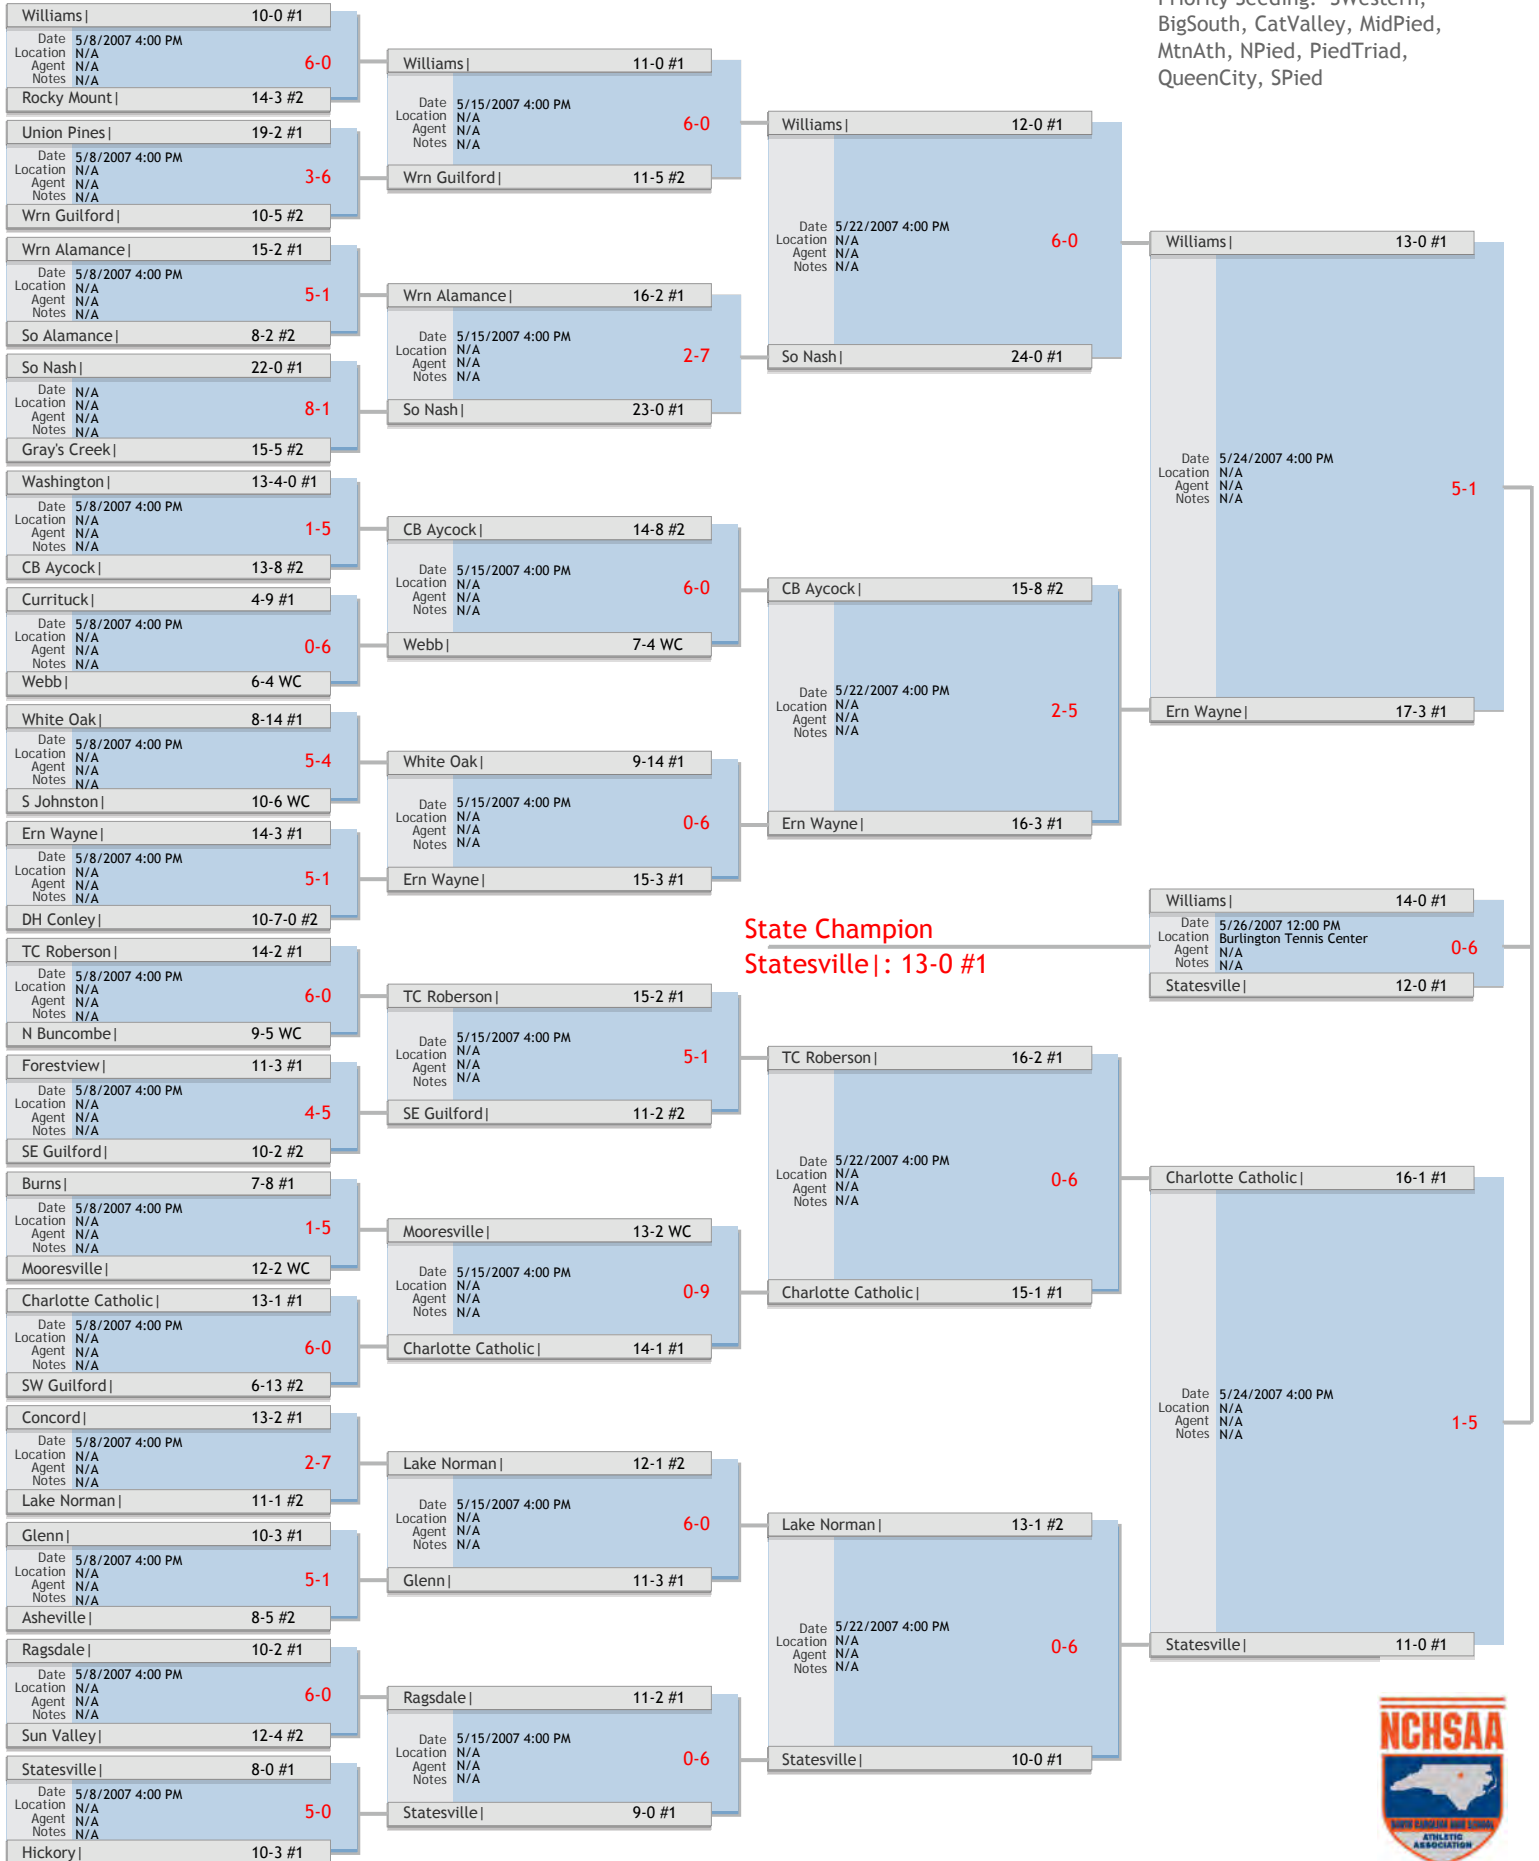 Priority Seeding: SWestern,
BigSouth, CatValley, MidPied,
MtnAth, NPied, PiedTriad,
QueenCity, SPied
Williams| 10-0 #1
Date 5/8/2007 4:00 PM
Location N/A
Agent N/A
Notes N/A
6-0
Rocky Mount| 14-3 #2
Union Pines| 19-2 #1
Date 5/8/2007 4:00 PM
Location N/A
Agent N/A
Notes N/A
3-6
Wrn Guilford| 10-5 #2
Wrn Alamance| 15-2 #1
Date 5/8/2007 4:00 PM
Location N/A
Agent N/A
Notes N/A
5-1
So Alamance| 8-2 #2
So Nash| 22-0 #1
Date N/A
Location N/A
Agent N/A
Notes N/A
8-1
Gray's Creek| 15-5 #2
Washington| 13-4-0 #1
Date 5/8/2007 4:00 PM
Location N/A
Agent N/A
Notes N/A
1-5
CB Aycock| 13-8 #2
Currituck| 4-9 #1
Date 5/8/2007 4:00 PM
Location N/A
Agent N/A
Notes N/A
0-6
Webb| 6-4 WC
White Oak| 8-14 #1
Date 5/8/2007 4:00 PM
Location N/A
Agent N/A
Notes N/A
5-4
S Johnston| 10-6 WC
Ern Wayne| 14-3 #1
Date 5/8/2007 4:00 PM
Location N/A
Agent N/A
Notes N/A
5-1
DH Conley| 10-7-0 #2
TC Roberson| 14-2 #1
Date 5/8/2007 4:00 PM
Location N/A
Agent N/A
Notes N/A
6-0
N Buncombe| 9-5 WC
Forestview| 11-3 #1
Date 5/8/2007 4:00 PM
Location N/A
Agent N/A
Notes N/A
4-5
SE Guilford| 10-2 #2
Burns| 7-8 #1
Date 5/8/2007 4:00 PM
Location N/A
Agent N/A
Notes N/A
1-5
Mooresville| 12-2 WC
Charlotte Catholic| 13-1 #1
Date 5/8/2007 4:00 PM
Location N/A
Agent N/A
Notes N/A
6-0
SW Guilford| 6-13 #2
Concord| 13-2 #1
Date 5/8/2007 4:00 PM
Location N/A
Agent N/A
Notes N/A
2-7
Lake Norman| 11-1 #2
Glenn| 10-3 #1
Date 5/8/2007 4:00 PM
Location N/A
Agent N/A
Notes N/A
5-1
Asheville| 8-5 #2
Ragsdale| 10-2 #1
Date 5/8/2007 4:00 PM
Location N/A
Agent N/A
Notes N/A
6-0
Sun Valley| 12-4 #2
Statesville| 8-0 #1
Date 5/8/2007 4:00 PM
Location N/A
Agent N/A
Notes N/A
5-0
Hickory| 10-3 #1
Williams| 11-0 #1
Date 5/15/2007 4:00 PM
Location N/A
Agent N/A
Notes N/A
6-0
Wrn Guilford| 11-5 #2
Wrn Alamance| 16-2 #1
Date 5/15/2007 4:00 PM
Location N/A
Agent N/A
Notes N/A
2-7
So Nash| 23-0 #1
CB Aycock| 14-8 #2
Date 5/15/2007 4:00 PM
Location N/A
Agent N/A
Notes N/A
6-0
Webb| 7-4 WC
White Oak| 9-14 #1
Date 5/15/2007 4:00 PM
Location N/A
Agent N/A
Notes N/A
0-6
Ern Wayne| 15-3 #1
TC Roberson| 15-2 #1
Date 5/15/2007 4:00 PM
Location N/A
Agent N/A
Notes N/A
5-1
SE Guilford| 11-2 #2
Mooresville| 13-2 WC
Date 5/15/2007 4:00 PM
Location N/A
Agent N/A
Notes N/A
0-9
Charlotte Catholic| 14-1 #1
Lake Norman| 12-1 #2
Date 5/15/2007 4:00 PM
Location N/A
Agent N/A
Notes N/A
6-0
Glenn| 11-3 #1
Ragsdale| 11-2 #1
Date 5/15/2007 4:00 PM
Location N/A
Agent N/A
Notes N/A
0-6
Statesville| 9-0 #1
Williams| 12-0 #1
Date 5/22/2007 4:00 PM
Location N/A
Agent N/A
Notes N/A
6-0
So Nash| 24-0 #1
CB Aycock| 15-8 #2
Date 5/22/2007 4:00 PM
Location N/A
Agent N/A
Notes N/A
2-5
Ern Wayne| 16-3 #1
State Champion
Statesville|: 13-0 #1
TC Roberson| 16-2 #1
Date 5/22/2007 4:00 PM
Location N/A
Agent N/A
Notes N/A
0-6
Charlotte Catholic| 15-1 #1
Lake Norman| 13-1 #2
Date 5/22/2007 4:00 PM
Location N/A
Agent N/A
Notes N/A
0-6
Statesville| 10-0 #1
Williams| 13-0 #1
Date 5/24/2007 4:00 PM
Location N/A
Agent N/A
Notes N/A
5-1
Ern Wayne| 17-3 #1
Williams| 14-0 #1
Date 5/26/2007 12:00 PM
Location Burlington Tennis Center
Agent N/A
Notes N/A
0-6
Statesville| 12-0 #1
Charlotte Catholic| 16-1 #1
Date 5/24/2007 4:00 PM
Location N/A
Agent N/A
Notes N/A
1-5
Statesville| 11-0 #1
NCHSAA
NORTH CAROLINA HIGH SCHOOL
ATHLETIC
ASSOCIATION